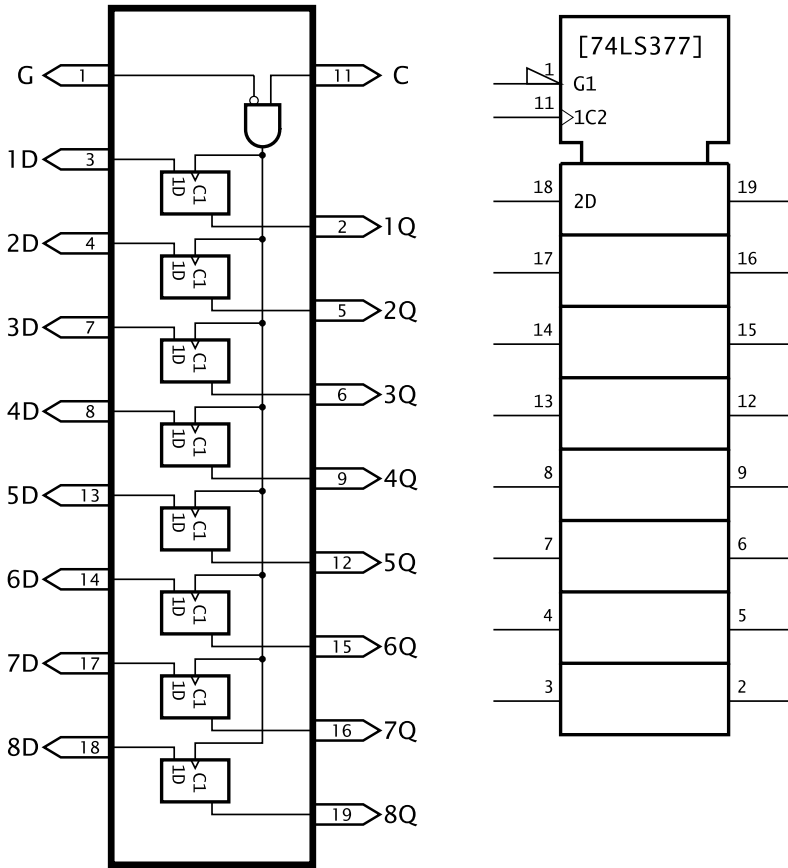 G 1 11 C
1D 3
1D C1
2 1Q
2D 4
1D C1
5 2Q
3D 7
1D C1
6 3Q
4D 8
1D C1
9 4Q
5D 13
1D C1
12 5Q
6D 14
1D C1
15 6Q
7D 17
1D C1
16 7Q
8D 18
1D C1
19 8Q
[74LS377]
1 G1
11 1C2
18 2D 19
17 16
14 15
13 12
8 9
7 6
4 5
3 2